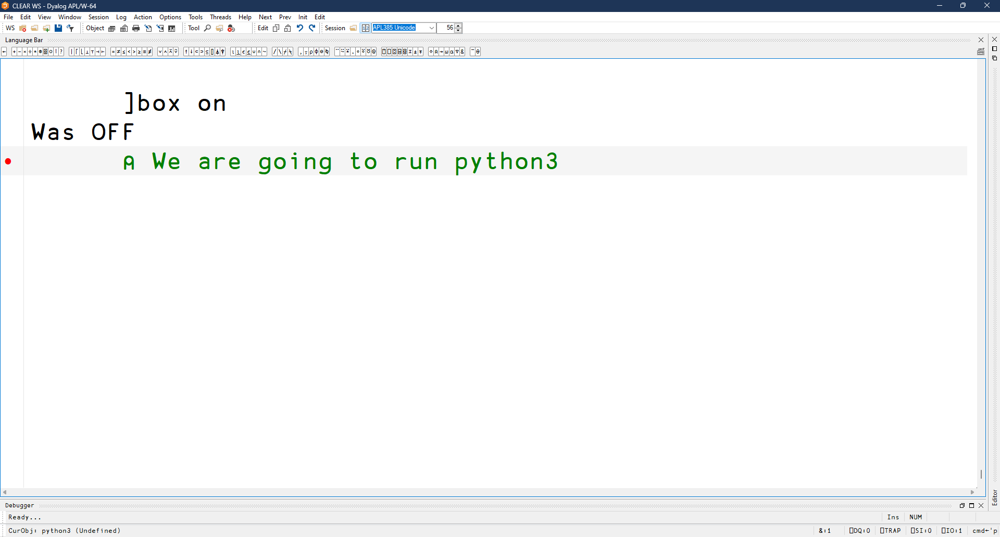 CLEAR WS - Dyalog APL/W-64
File Edit View Window Session Log Action Options Tools Threads Help Next Prev Init Edit
WS Object Tool Edit Session APL385 Unicode 56
Language Bar
]box on
Was OFF
⍝ We are going to run python3
Editor
Debugger
Ready...
Ins NUM
CurObj: python3 (Undefined)
&:1 ⎕DQ:0 ⎕TRAP ⎕SI:0 ⎕IO:1 cmd←'p